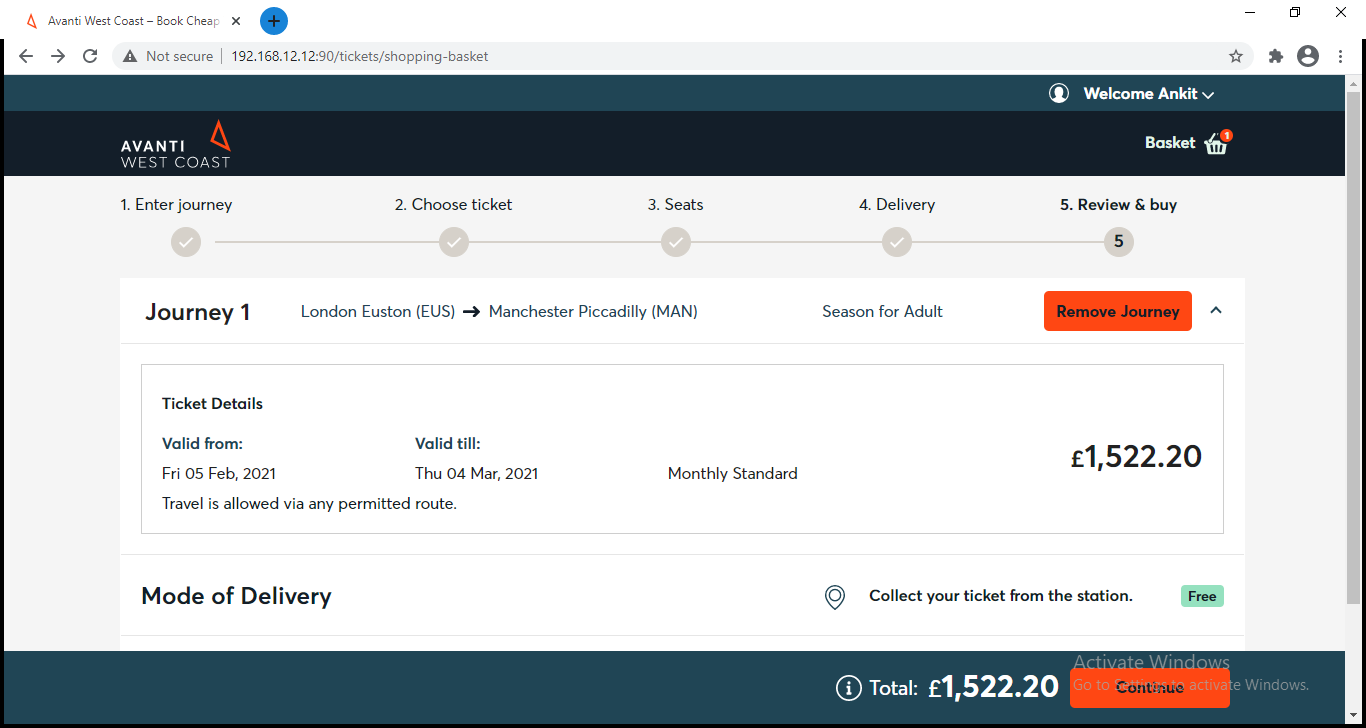 Avanti West Coast – Book Cheap
Not secure 192.168.12.12:90/tickets/shopping-basket
Welcome Ankit
AVANTI
WEST COAST
Basket 1
1. Enter journey 2. Choose ticket 3. Seats 4. Delivery 5. Review & buy
5
Journey 1 London Euston (EUS) → Manchester Piccadilly (MAN) Season for Adult Remove Journey
Ticket Details
Valid from: Valid till:
£1,522.20
Fri 05 Feb, 2021 Thu 04 Mar, 2021 Monthly Standard
Travel is allowed via any permitted route.
Mode of Delivery Collect your ticket from the station. Free
Activate Windows
Total: £1,522.20 Continue
Go to Settings to activate Windows.